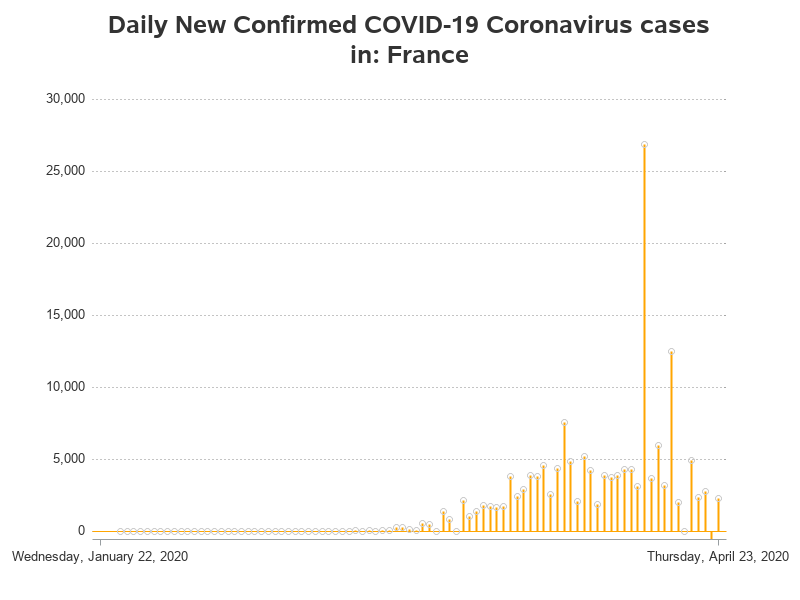 Daily New Confirmed COVID-19 Coronavirus cases
in: France
30,000
25,000
20,000
15,000
10,000
5,000
0
Wednesday, January 22, 2020
Thursday, April 23, 2020